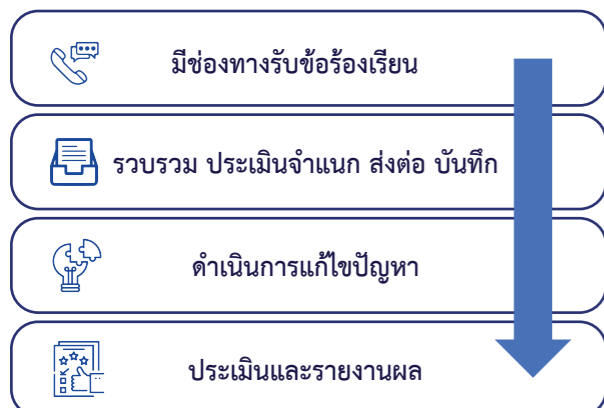 มีช่องทางรับข้อร้องเรียน
รวบรวม ประเมินจำแนก ส่งต่อ บันทึก
ดำเนินการแก้ไขปัญหา
ประเมินและรายงานผล